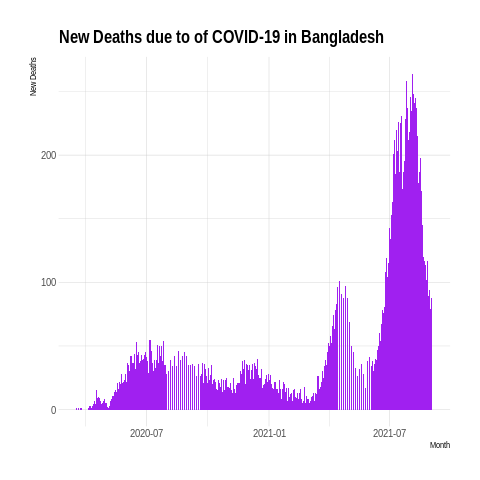 New Deaths due to of COVID-19 in Bangladesh
New Deaths
200
100
0
2020-07
2021-01
2021-07
Month